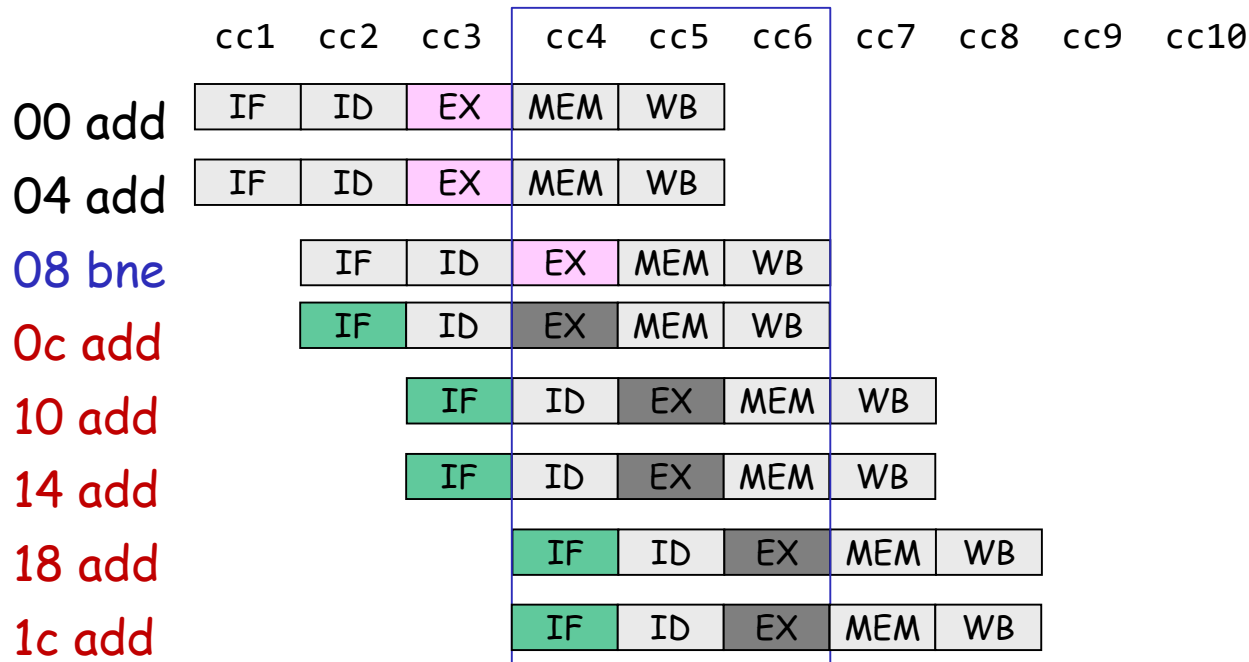 cc1 cc2 cc3 cc4 cc5 cc6 cc7 cc8 cc9 cc10
00 add IF ID EX MEM WB
04 add IF ID EX MEM WB
08 bne IF ID EX MEM WB
0c add IF ID EX MEM WB
10 add IF ID EX MEM WB
14 add IF ID EX MEM WB
18 add IF ID EX MEM WB
1c add IF ID EX MEM WB